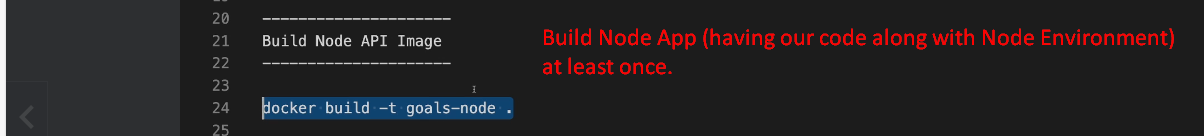 20 ---------------------
21 Build Node API Image
22 ---------------------
23
24 docker build -t goals-node .
25
Build Node App (having our code along with Node Environment)
at least once.